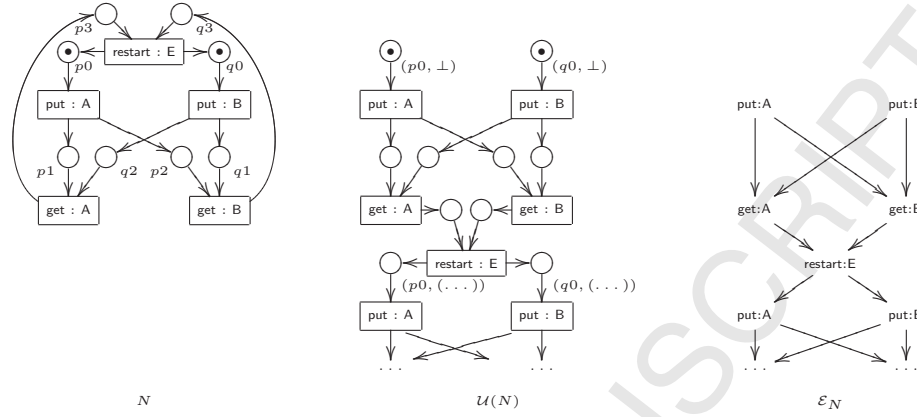 p3 q3
restart : E
p0 q0
put : A put : B
p1 q2 p2 q1
get : A get : B
N
(p0, ⊥) (q0, ⊥)
put : A put : B
get : A get : B
restart : E
(p0, (. . .)) (q0, (. . .))
put : A put : B
. . . . . .
U(N)
put:A put:B
get:A get:B
restart:E
put:A put:B
. . . . . .
ℰN
USCRIPT